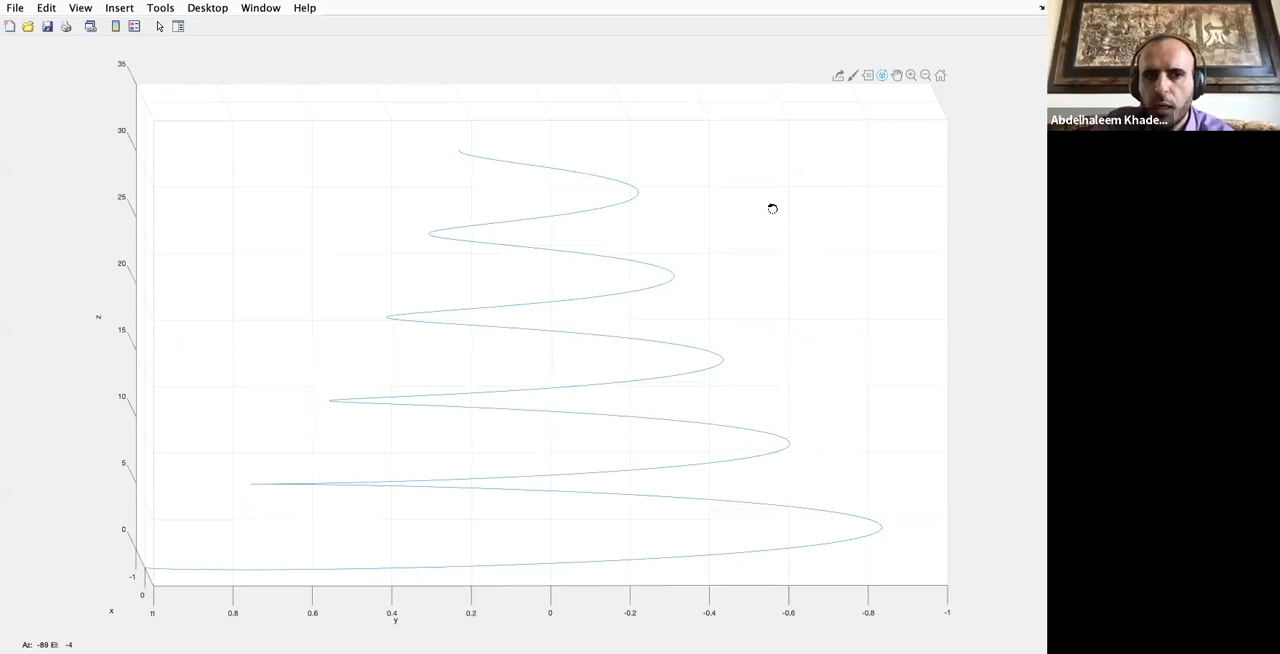 File Edit View Insert Tools Desktop Window Help
35
30
25
20
15
10
5
0
z
-1
0
x
0.8 0.6 0.4 0.2 0 -0.2 -0.4 -0.6 -0.8 -1
y
Az: -89 El: -4
Abdelhaleem Khade...